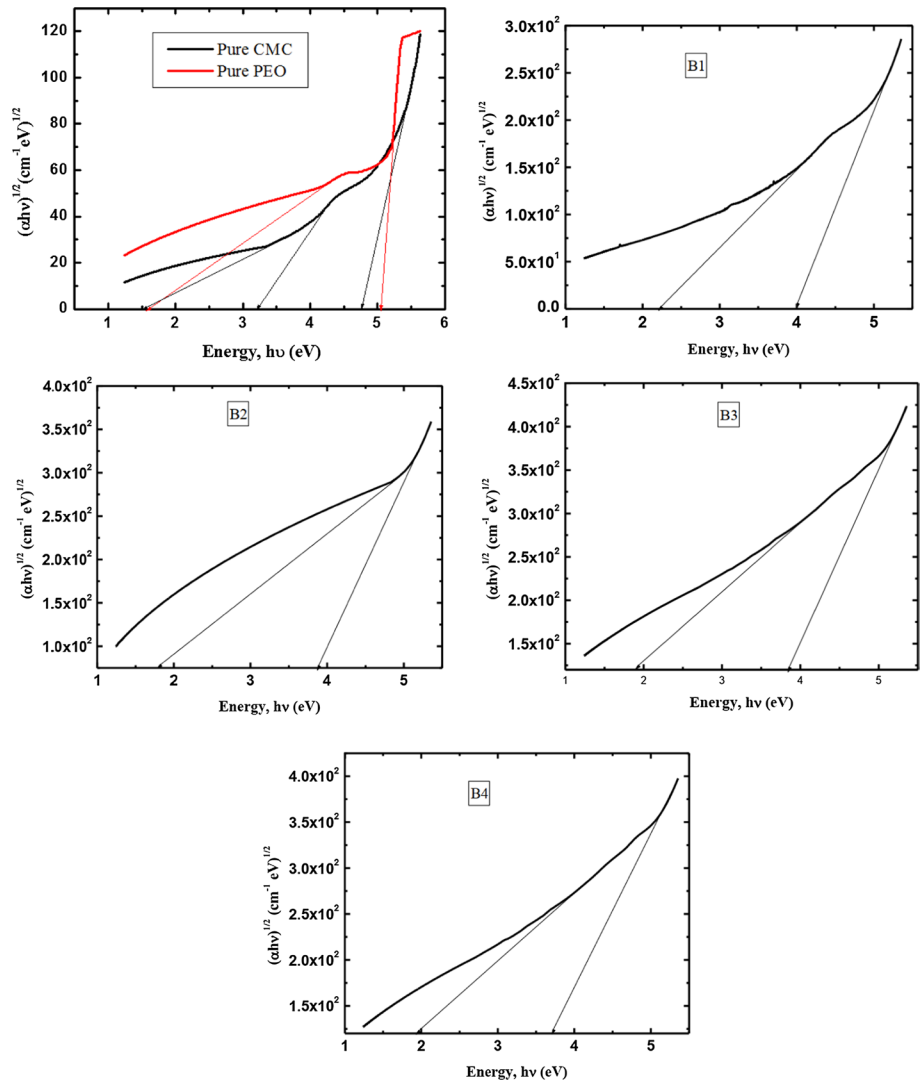 120
100
80
60
40
20
0
(αhυ)^1/2 (cm^-1 eV)^1/2
Pure CMC
Pure PEO
1 2 3 4 5 6
Energy, hυ (eV)
3.0x10^2
2.5x10^2
2.0x10^2
1.5x10^2
1.0x10^2
5.0x10^1
0.0
(αhν)^1/2 (cm^-1 eV)^1/2
B1
1 2 3 4 5
Energy, hν (eV)
4.0x10^2
3.5x10^2
3.0x10^2
2.5x10^2
2.0x10^2
1.5x10^2
1.0x10^2
(αhν)^1/2 (cm^-1 eV)^1/2
B2
1 2 3 4 5
Energy, hν (eV)
4.5x10^2
4.0x10^2
3.5x10^2
3.0x10^2
2.5x10^2
2.0x10^2
1.5x10^2
(αhν)^1/2 (cm^-1 eV)^1/2
B3
1 2 3 4 5
Energy, hν (eV)
4.0x10^2
3.5x10^2
3.0x10^2
2.5x10^2
2.0x10^2
1.5x10^2
(αhν)^1/2 (cm^-1 eV)^1/2
B4
1 2 3 4 5
Energy, hν (eV)